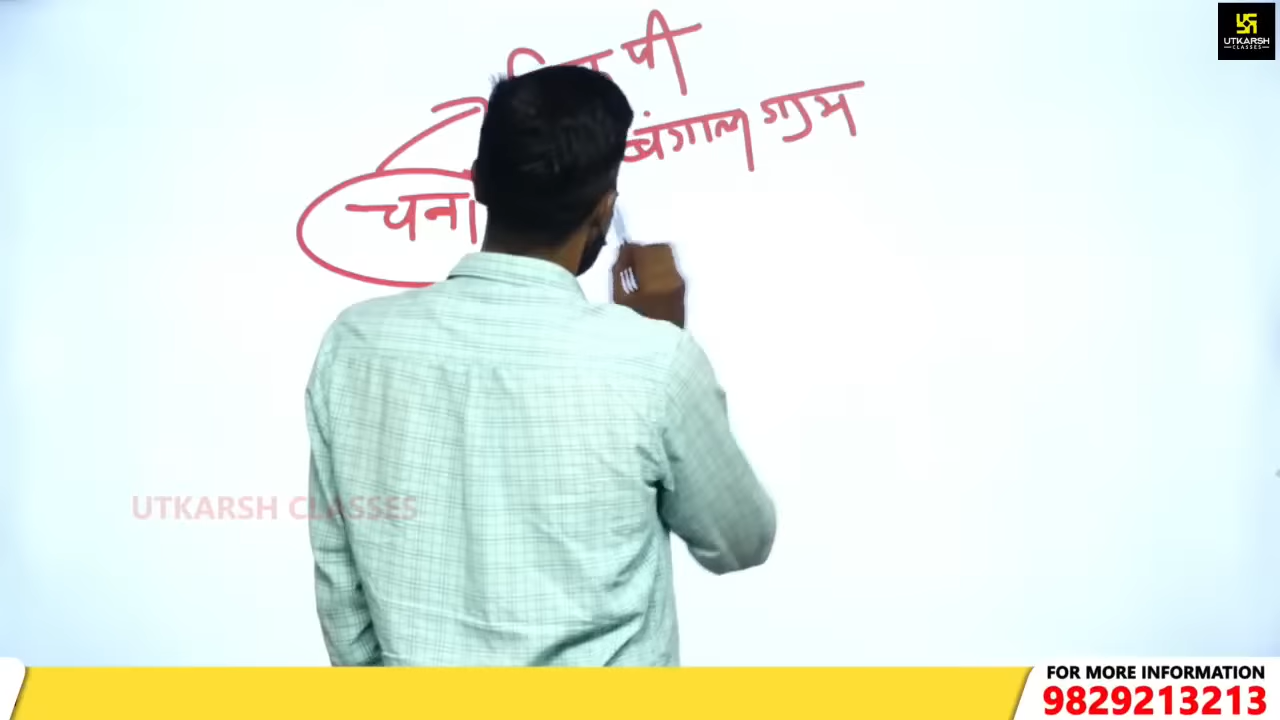 UTKARSH
CLASSES
पी
बंगाल ग्राम
चना
UTKARSH CLASSES
FOR MORE INFORMATION
9829213213